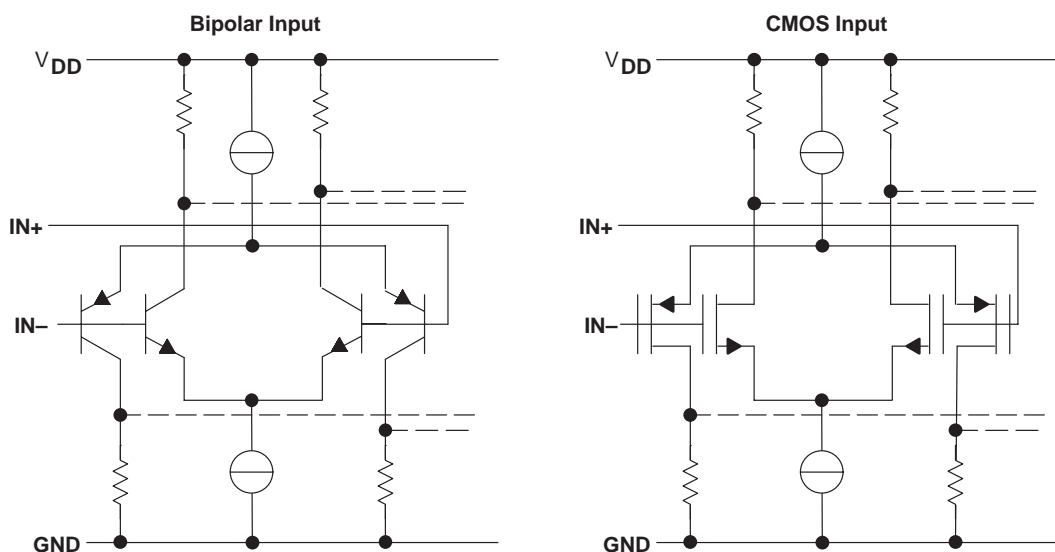 Bipolar Input
VDD
IN+
IN–
GND
CMOS Input
VDD
IN+
IN–
GND